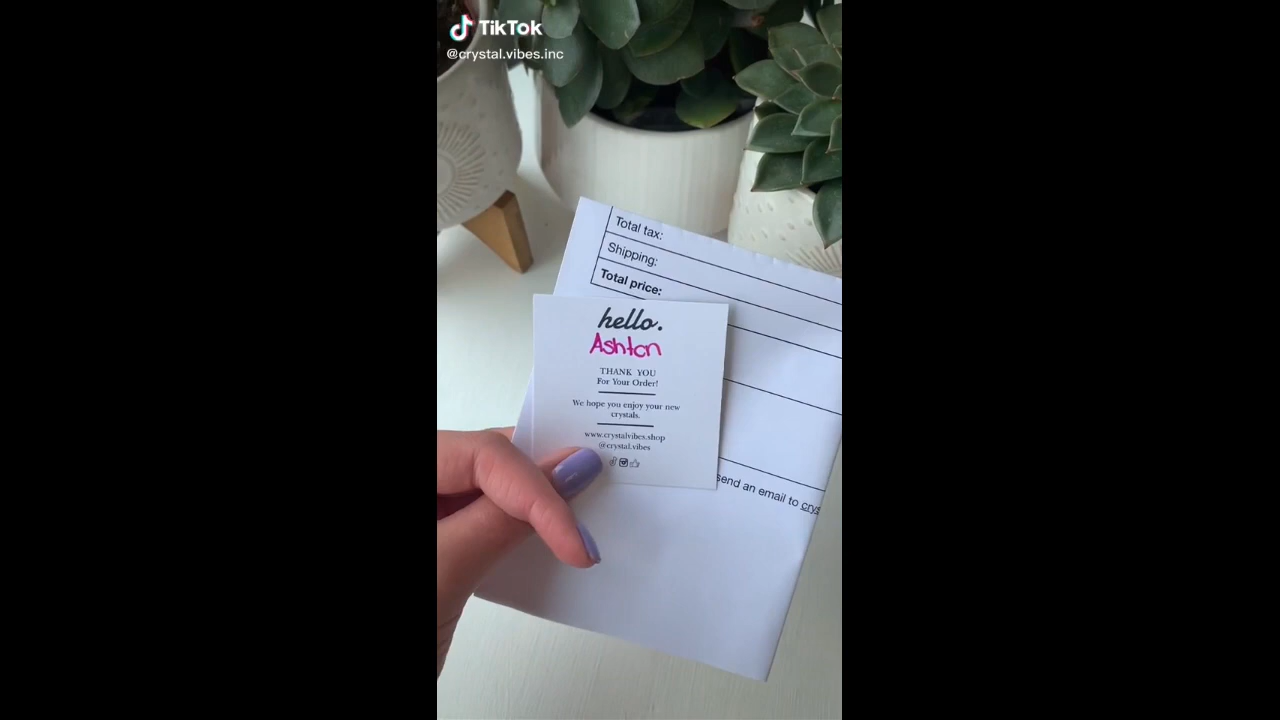 TikTok
@crystal.vibes.inc
Total tax:
Shipping:
Total price:
hello.
Ashton
THANK YOU
For Your Order!
We hope you enjoy your new
crystals.
www.crystalvibes.shop
@crystal.vibes
send an email to crys